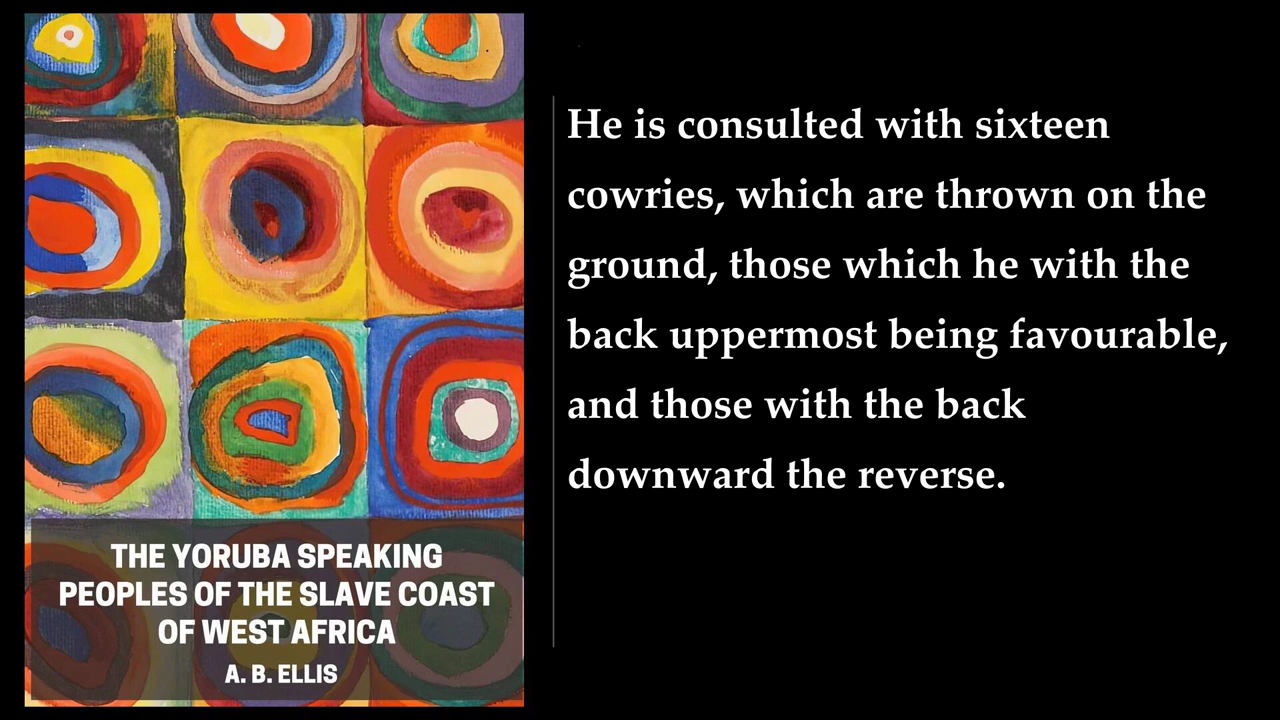 He is consulted with sixteen
cowries, which are thrown on the
ground, those which he with the
back uppermost being favourable,
and those with the back
downward the reverse.
THE YORUBA SPEAKING
PEOPLES OF THE SLAVE COAST
OF WEST AFRICA
A. B. ELLIS